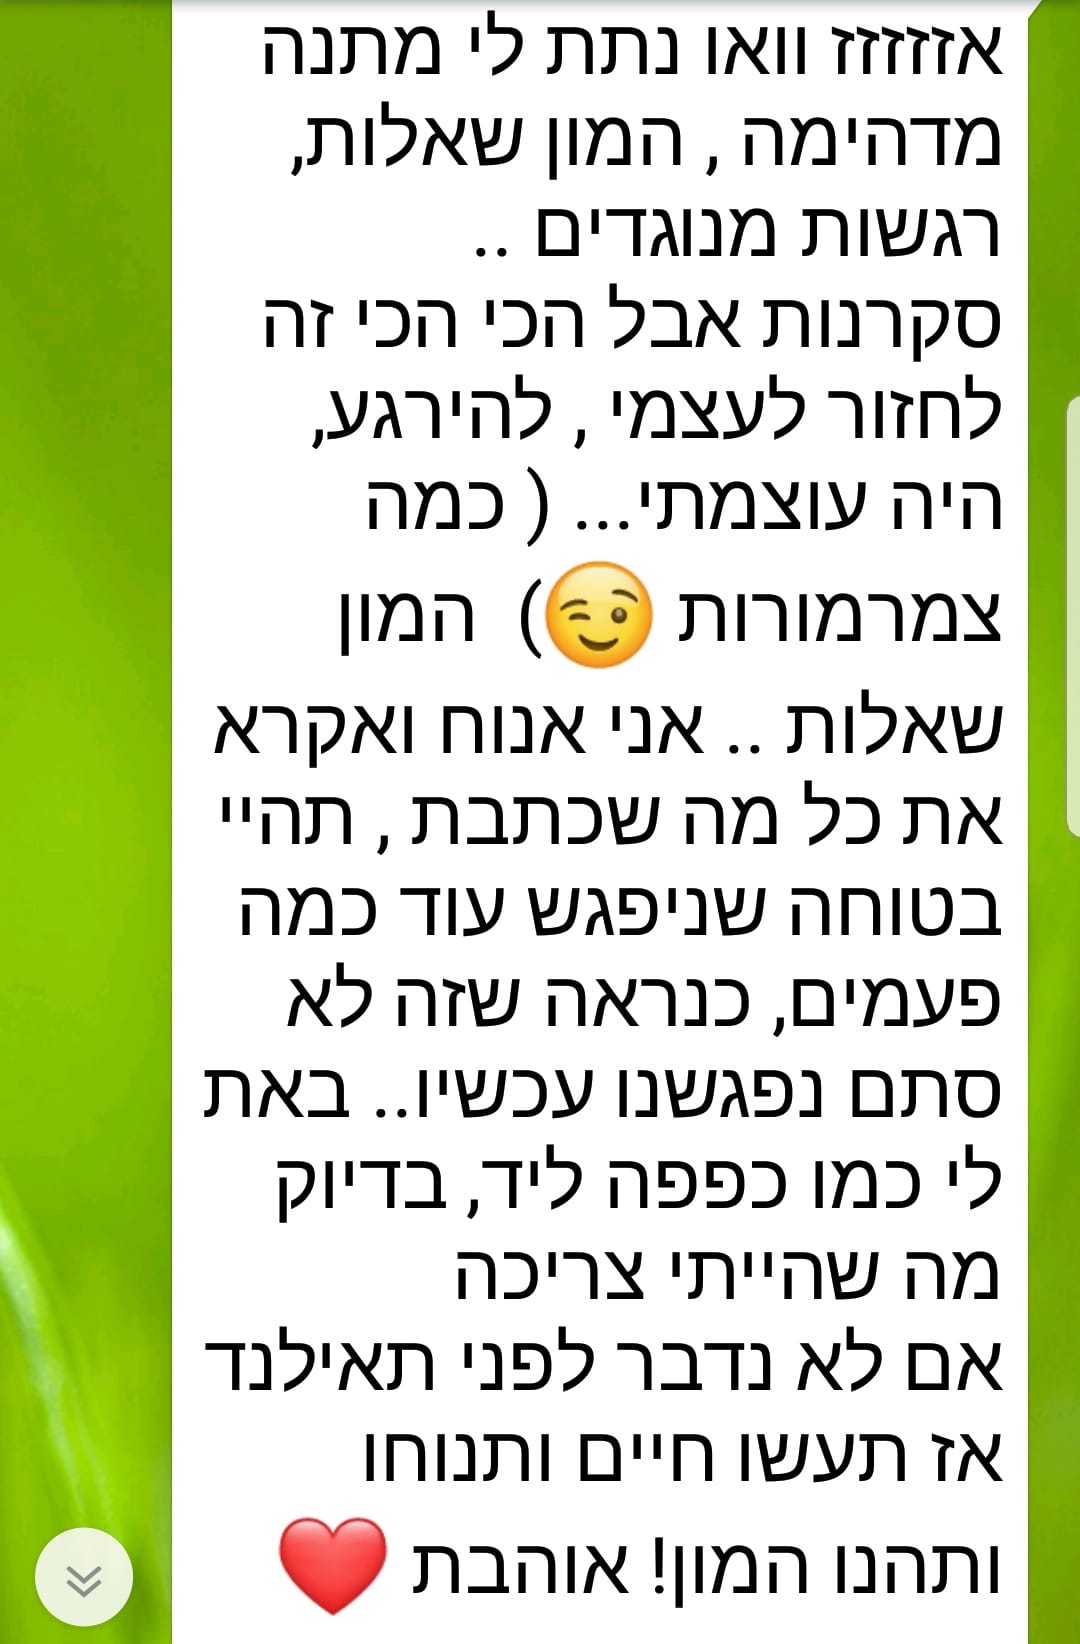 אזזזזזז וואו נתת לי מתנה
מדהימה , המון שאלות,
רגשות מנוגדים ..
סקרנות אבל הכי הכי זה
לחזור לעצמי , להירגע,
היה עוצמתי... ( כמה
צמרמורות 😉)  המון
שאלות .. אני אנוח ואקרא
את כל מה שכתבת , תהיי
בטוחה שניפגש עוד כמה
פעמים, כנראה שזה לא
סתם נפגשנו עכשיו.. באת
לי כמו כפפה ליד, בדיוק
מה שהייתי צריכה
אם לא נדבר לפני תאילנד
אז תעשו חיים ותנוחו
ותהנו המון! אוהבת ❤️